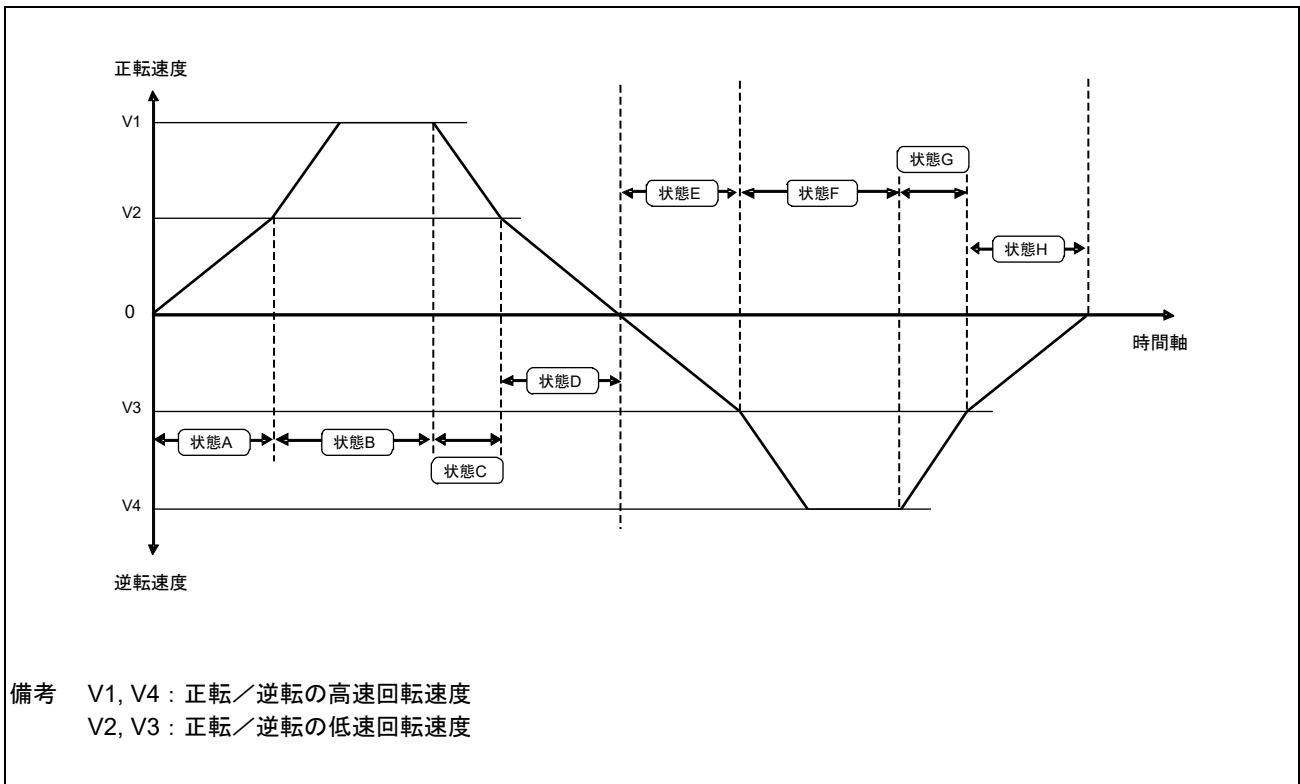 正転速度
V1
状態G
状態E
状態F
V2
状態H
0
時間軸
状態D
V3
状態A
状態B
状態C
V4
逆転速度
備考 V1, V4：正転／逆転の高速回転速度
V2, V3：正転／逆転の低速回転速度